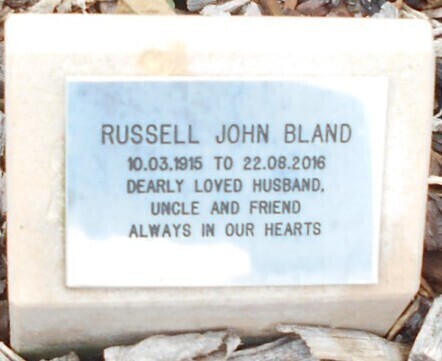 RUSSELL JOHN BLAND
10.03.1915 TO 22.08.2016
DEARLY LOVED HUSBAND,
UNCLE AND FRIEND
ALWAYS IN OUR HEARTS